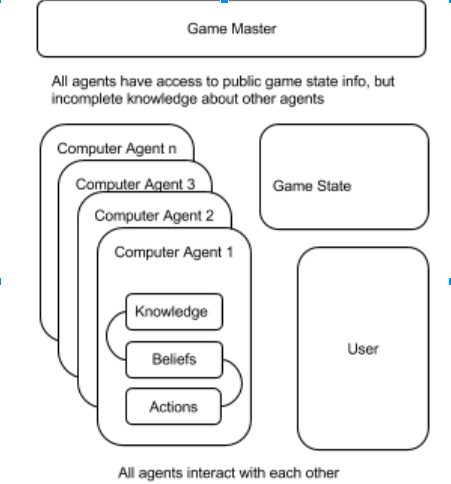 Game Master
All agents have access to public game state info, but
incomplete knowledge about other agents
Computer Agent n
Computer Agent 3
Computer Agent 2
Computer Agent 1
Knowledge
Beliefs
Actions
Game State
User
All agents interact with each other